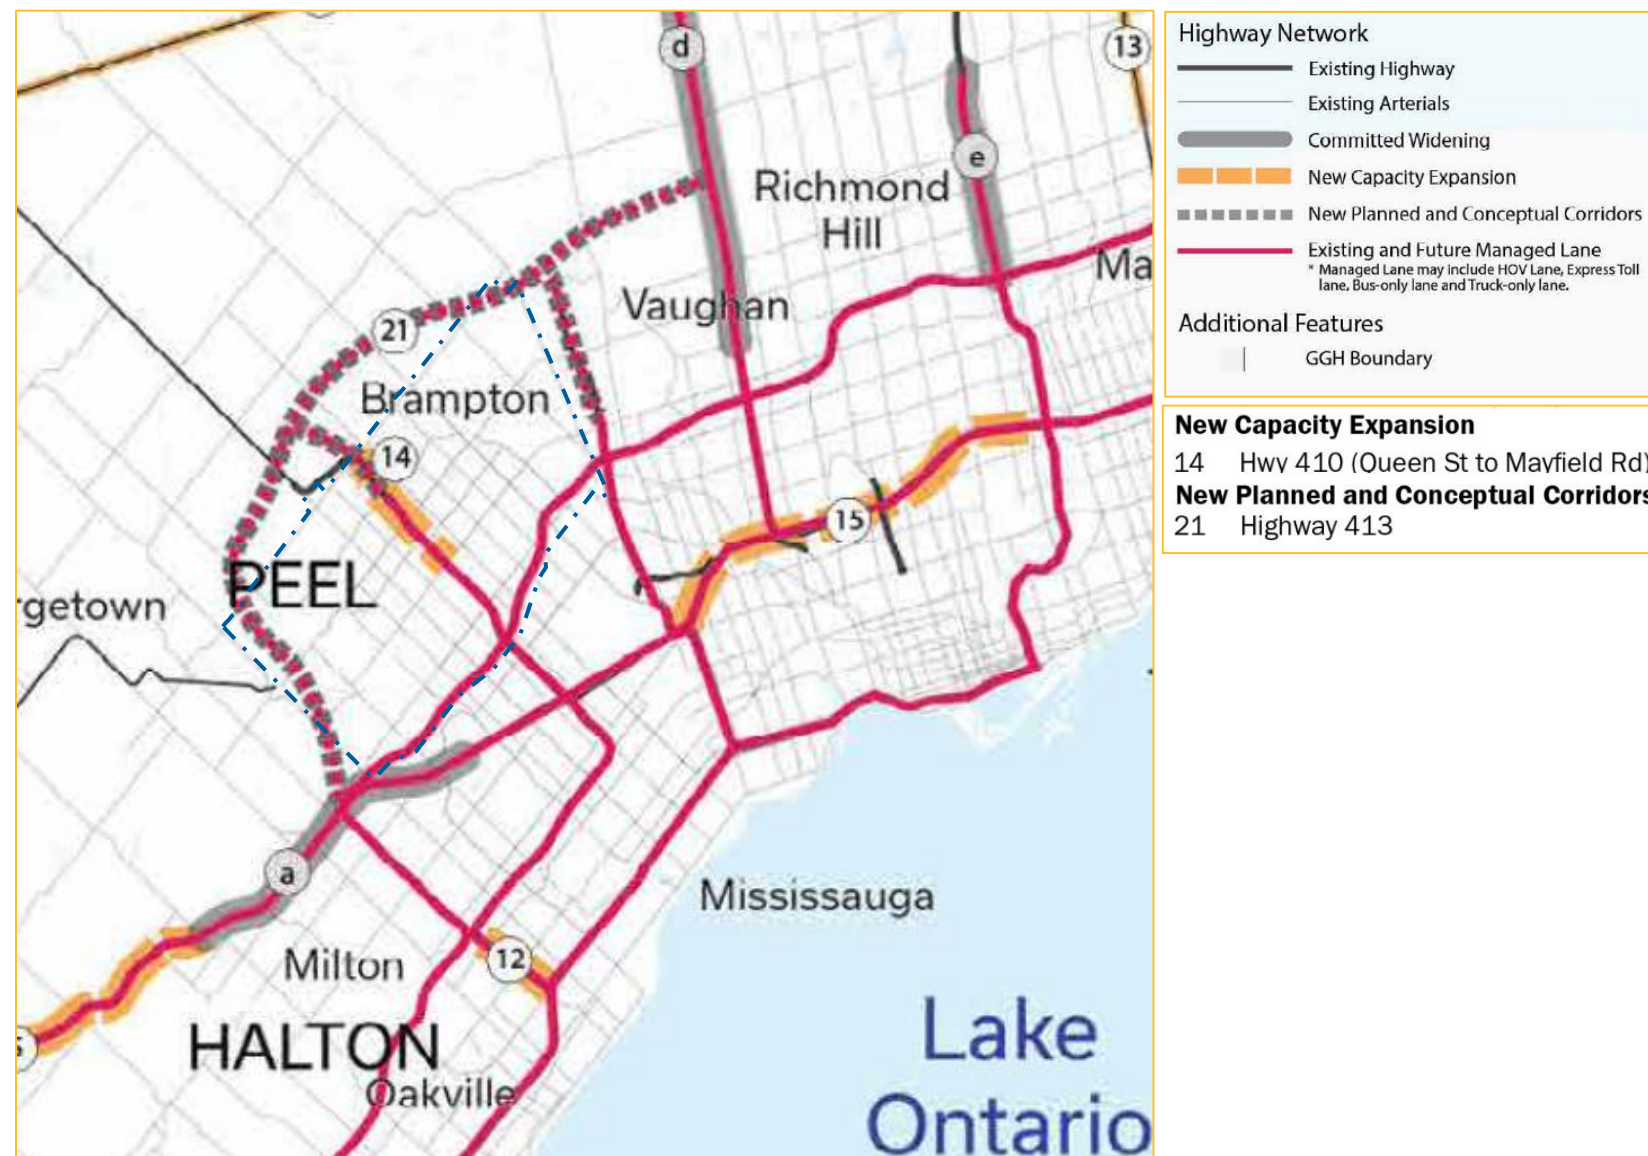 d
13
e
Richmond
Hill
Ma
Vaughan
21
Brampton
14
15
PEEL
rgetown
a
Mississauga
Milton
12
HALTON
Oakville
Lake
Ontario
Highway Network
Existing Highway
Existing Arterials
Committed Widening
New Capacity Expansion
New Planned and Conceptual Corridors
Existing and Future Managed Lane
* Managed Lane may include HOV Lane, Express Toll
lane, Bus-only lane and Truck-only lane.
Additional Features
GGH Boundary
New Capacity Expansion
14 Hwy 410 (Queen St to Mayfield Rd)
New Planned and Conceptual Corridors
21 Highway 413